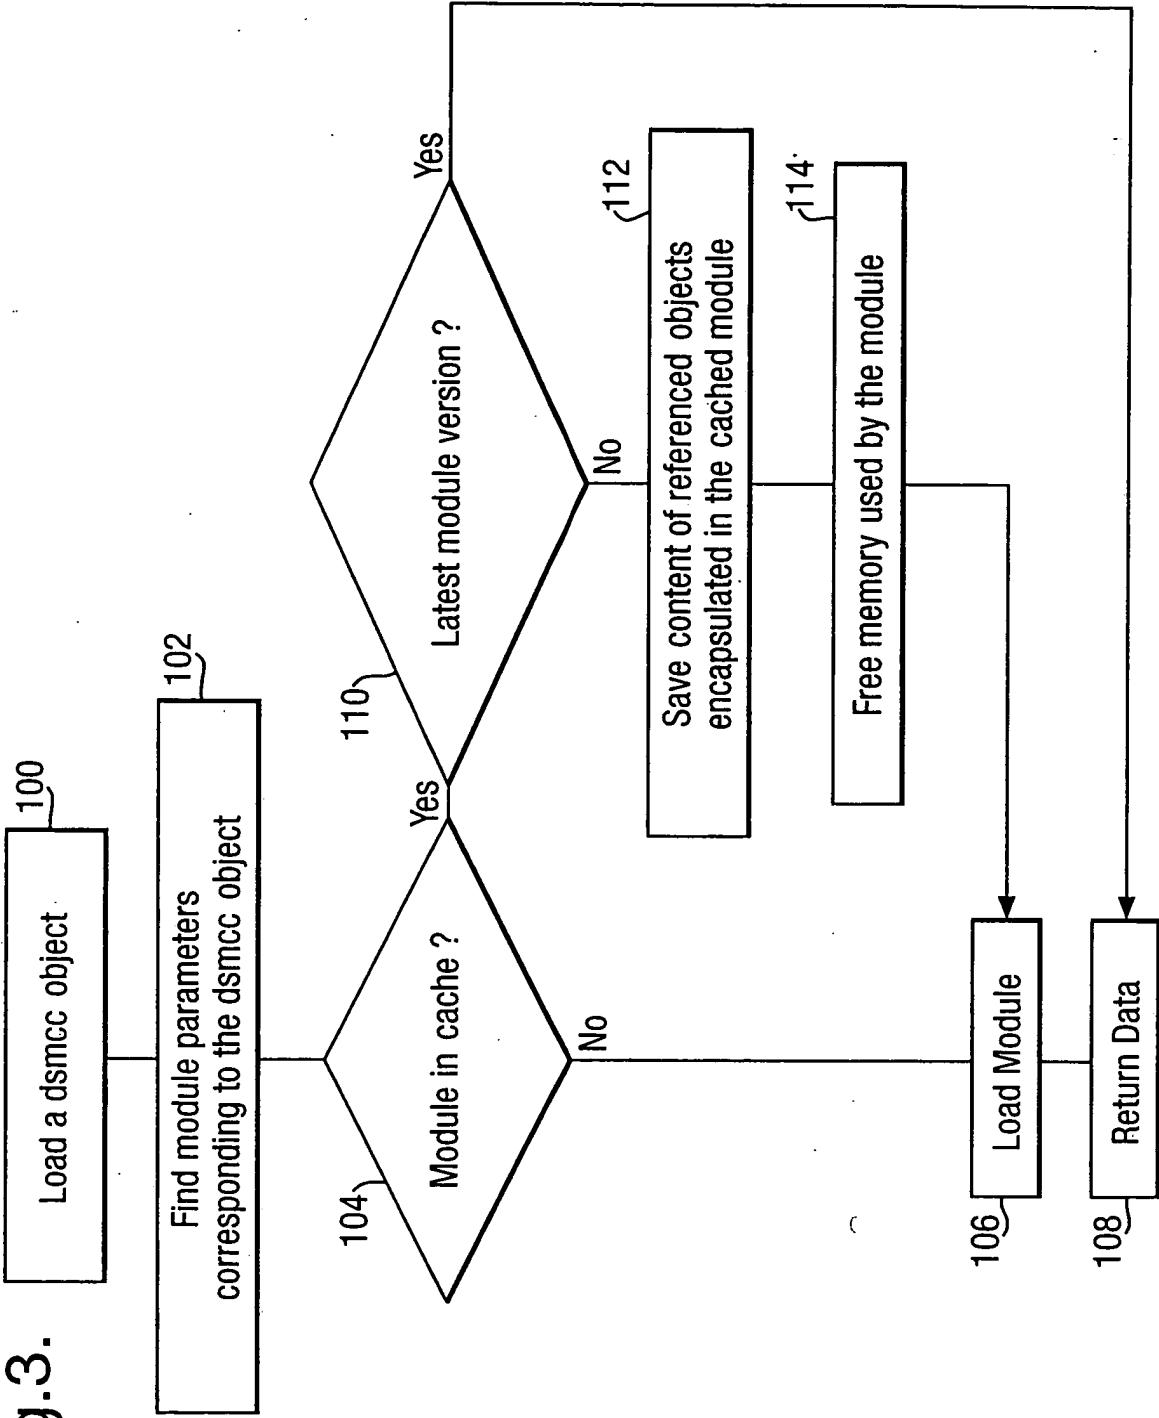 g.3.
Load a dsmcc object
100
Find module parameters
corresponding to the dsmcc object
102
104
Module in cache ?
Yes
110
Latest module version ?
Yes
No
No
112
Save content of referenced objects
encapsulated in the cached module
114
Free memory used by the module
106
Load Module
108
Return Data